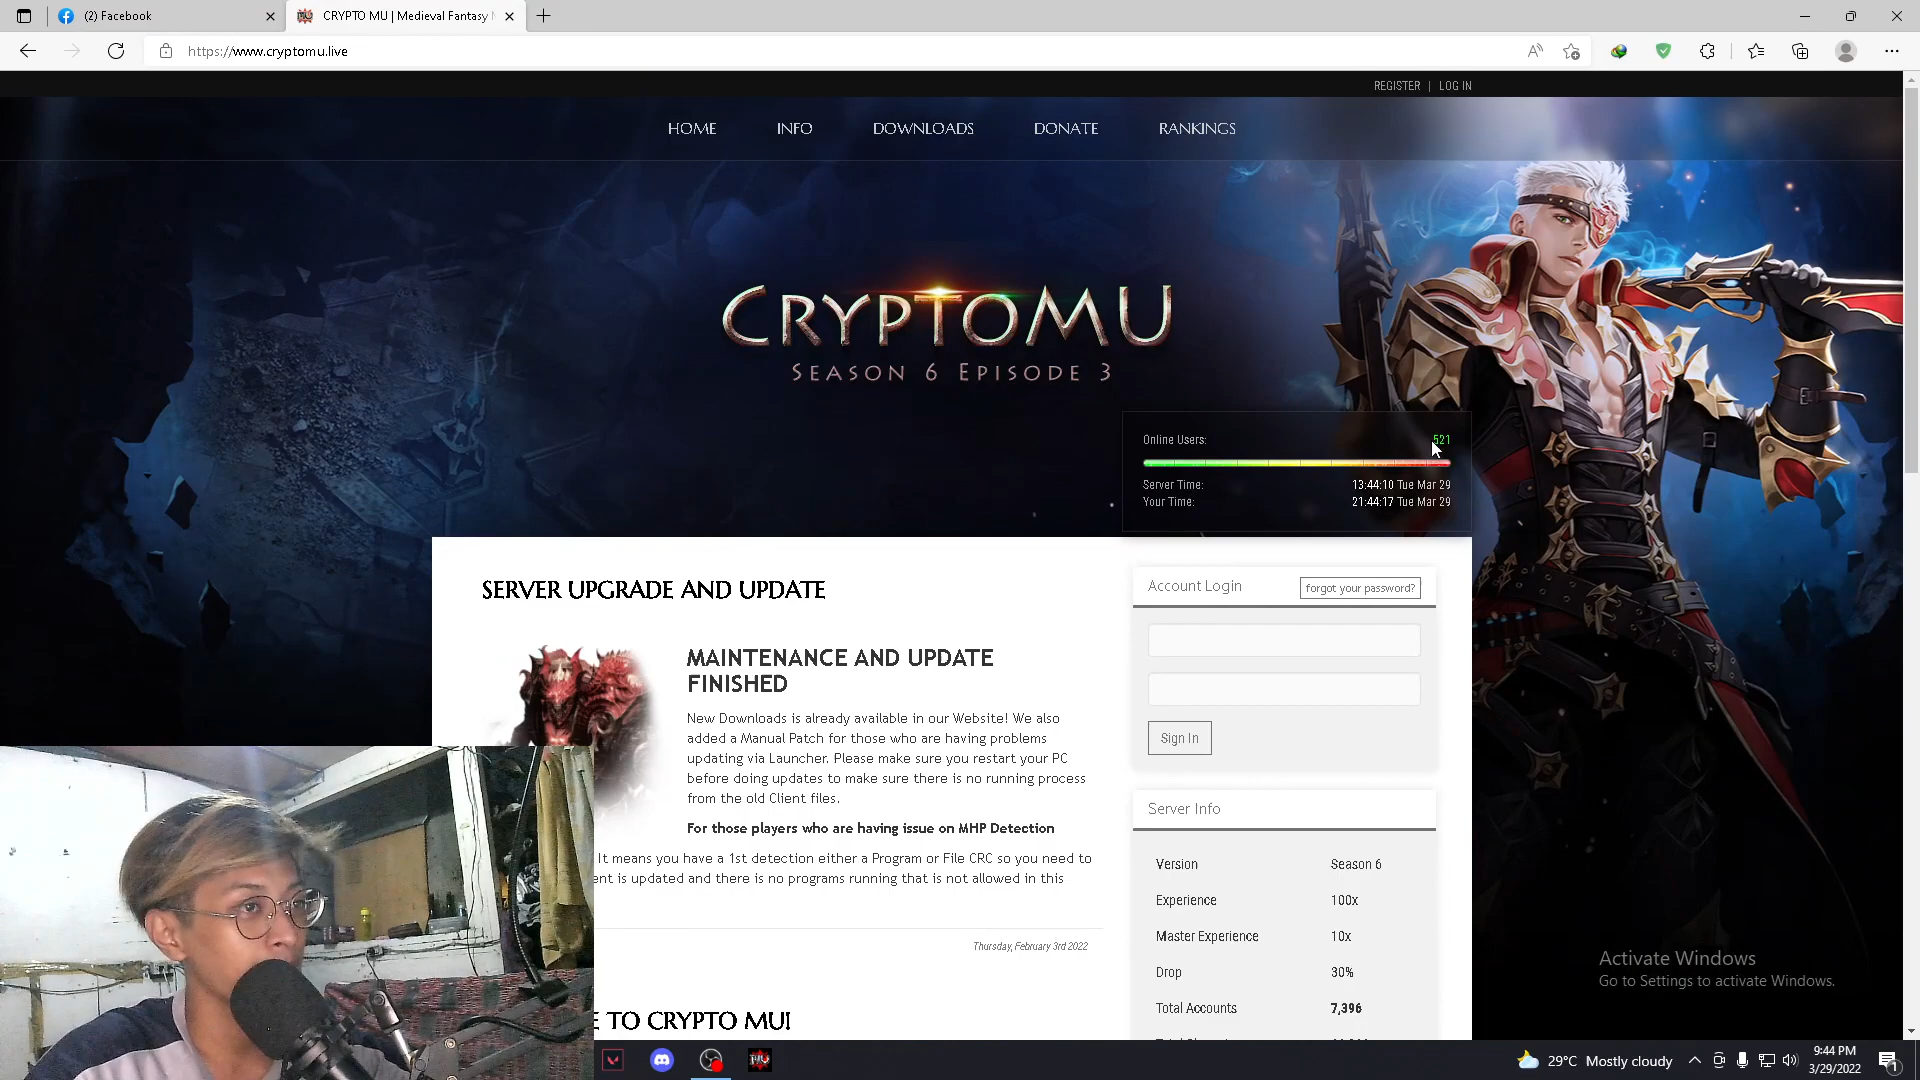 (2) Facebook
CRYPTO MU | Medieval Fantasy
https://www.cryptomu.live
REGISTER | LOG IN
HOME INFO DOWNLOADS DONATE RANKINGS
CRYPTOMU
SEASON 6 EPISODE 3
Online Users: 521
Server Time: 13:44:10 Tue Mar 29
Your Time: 21:44:17 Tue Mar 29
SERVER UPGRADE AND UPDATE
MAINTENANCE AND UPDATE
FINISHED
New Downloads is already available in our Website! We also
added a Manual Patch for those who are having problems
updating via Launcher. Please make sure you restart your PC
before doing updates to make sure there is no running process
from the old Client files.
For those players who are having issue on MHP Detection
It means you have a 1st detection either a Program or File CRC so you need to
ent is updated and there is no programs running that is not allowed in this
Thursday, February 3rd 2022
E TO CRYPTO MU!
Account Login forgot your password?
Sign In
Server Info
Version Season 6
Experience 100x
Master Experience 10x
Drop 30%
Total Accounts 7,396
Activate Windows
Go to Settings to activate Windows.
29°C Mostly cloudy
9:44 PM
3/29/2022
1